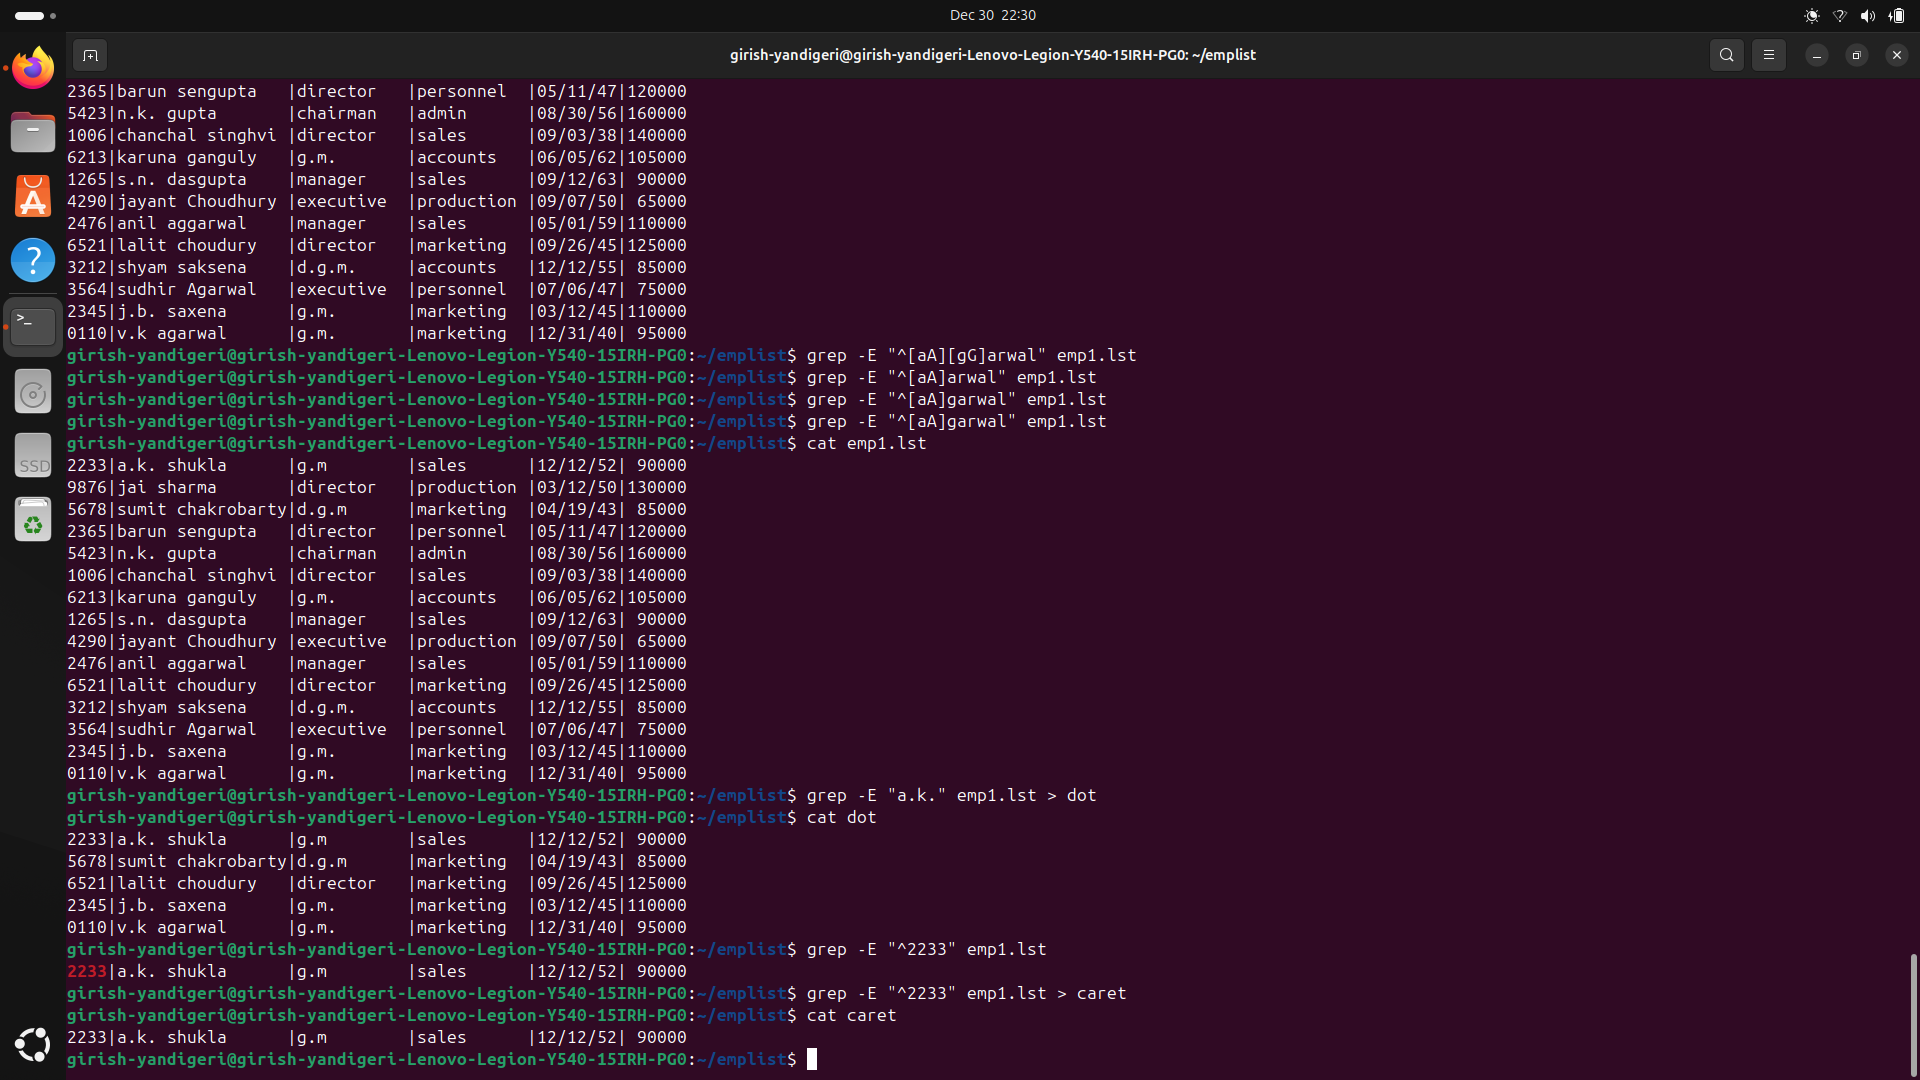 Dec 30 22:30
girish-yandigeri@girish-yandigeri-Lenovo-Legion-Y540-15IRH-PG0: ~/emplist
2365|barun sengupta   |director   |personnel  |05/11/47|120000
5423|n.k. gupta       |chairman   |admin      |08/30/56|160000
1006|chanchal singhvi |director   |sales      |09/03/38|140000
6213|karuna ganguly   |g.m.       |accounts   |06/05/62|105000
1265|s.n. dasgupta    |manager    |sales      |09/12/63| 90000
4290|jayant Choudhury |executive  |production |09/07/50| 65000
2476|anil aggarwal    |manager    |sales      |05/01/59|110000
6521|lalit choudury   |director   |marketing  |09/26/45|125000
3212|shyam saksena    |d.g.m.     |accounts   |12/12/55| 85000
3564|sudhir Agarwal   |executive  |personnel  |07/06/47| 75000
2345|j.b. saxena      |g.m.       |marketing  |03/12/45|110000
0110|v.k agarwal      |g.m.       |marketing  |12/31/40| 95000
girish-yandigeri@girish-yandigeri-Lenovo-Legion-Y540-15IRH-PG0:~/emplist$ grep -E "^[aA][gG]arwal" emp1.lst
girish-yandigeri@girish-yandigeri-Lenovo-Legion-Y540-15IRH-PG0:~/emplist$ grep -E "^[aA]arwal" emp1.lst
girish-yandigeri@girish-yandigeri-Lenovo-Legion-Y540-15IRH-PG0:~/emplist$ grep -E "^[aA]garwal" emp1.lst
girish-yandigeri@girish-yandigeri-Lenovo-Legion-Y540-15IRH-PG0:~/emplist$ grep -E "^[aA]garwal" emp1.lst
girish-yandigeri@girish-yandigeri-Lenovo-Legion-Y540-15IRH-PG0:~/emplist$ cat emp1.lst
2233|a.k. shukla      |g.m        |sales      |12/12/52| 90000
9876|jai sharma       |director   |production |03/12/50|130000
5678|sumit chakrobarty|d.g.m      |marketing  |04/19/43| 85000
2365|barun sengupta   |director   |personnel  |05/11/47|120000
5423|n.k. gupta       |chairman   |admin      |08/30/56|160000
1006|chanchal singhvi |director   |sales      |09/03/38|140000
6213|karuna ganguly   |g.m.       |accounts   |06/05/62|105000
1265|s.n. dasgupta    |manager    |sales      |09/12/63| 90000
4290|jayant Choudhury |executive  |production |09/07/50| 65000
2476|anil aggarwal    |manager    |sales      |05/01/59|110000
6521|lalit choudury   |director   |marketing  |09/26/45|125000
3212|shyam saksena    |d.g.m.     |accounts   |12/12/55| 85000
3564|sudhir Agarwal   |executive  |personnel  |07/06/47| 75000
2345|j.b. saxena      |g.m.       |marketing  |03/12/45|110000
0110|v.k agarwal      |g.m.       |marketing  |12/31/40| 95000
girish-yandigeri@girish-yandigeri-Lenovo-Legion-Y540-15IRH-PG0:~/emplist$ grep -E "a.k." emp1.lst > dot
girish-yandigeri@girish-yandigeri-Lenovo-Legion-Y540-15IRH-PG0:~/emplist$ cat dot
2233|a.k. shukla      |g.m        |sales      |12/12/52| 90000
5678|sumit chakrobarty|d.g.m      |marketing  |04/19/43| 85000
6521|lalit choudury   |director   |marketing  |09/26/45|125000
2345|j.b. saxena      |g.m.       |marketing  |03/12/45|110000
0110|v.k agarwal      |g.m.       |marketing  |12/31/40| 95000
girish-yandigeri@girish-yandigeri-Lenovo-Legion-Y540-15IRH-PG0:~/emplist$ grep -E "^2233" emp1.lst
2233|a.k. shukla      |g.m        |sales      |12/12/52| 90000
girish-yandigeri@girish-yandigeri-Lenovo-Legion-Y540-15IRH-PG0:~/emplist$ grep -E "^2233" emp1.lst > caret
girish-yandigeri@girish-yandigeri-Lenovo-Legion-Y540-15IRH-PG0:~/emplist$ cat caret
2233|a.k. shukla      |g.m        |sales      |12/12/52| 90000
girish-yandigeri@girish-yandigeri-Lenovo-Legion-Y540-15IRH-PG0:~/emplist$
SSD